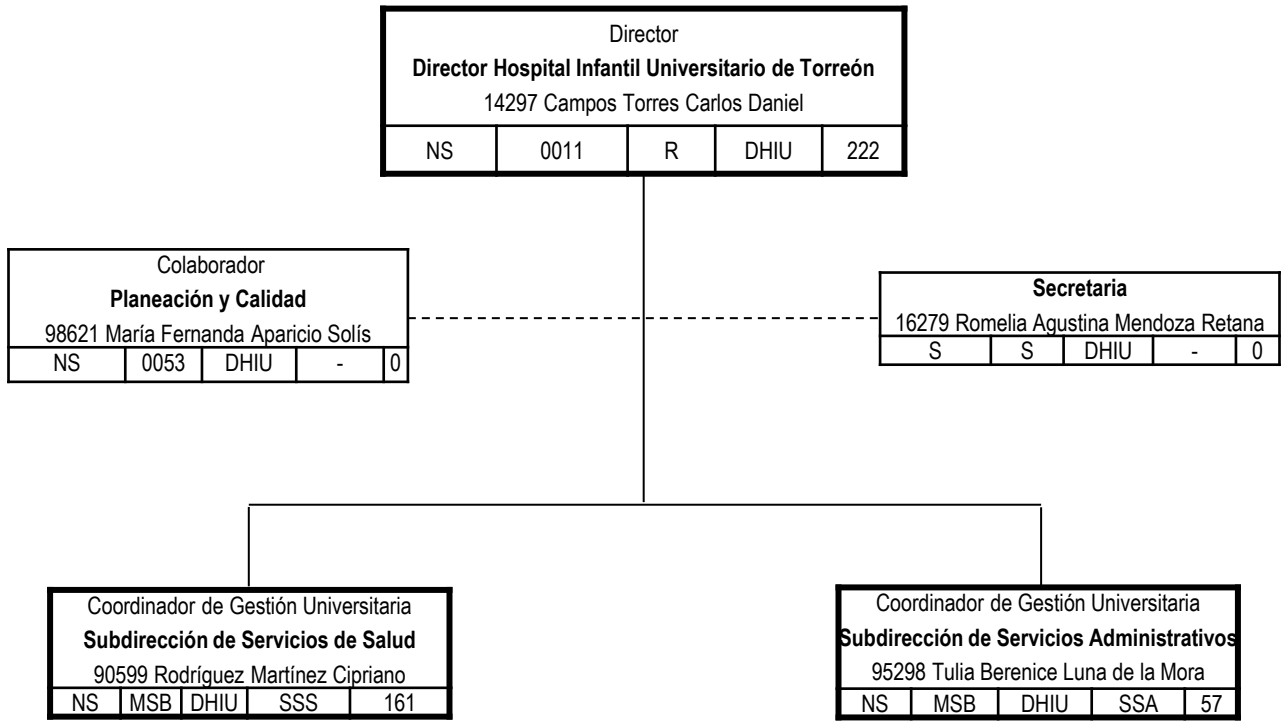 Director
Director Hospital Infantil Universitario de Torreón
14297 Campos Torres Carlos Daniel
NS 0011 R DHIU 222
Colaborador
Planeación y Calidad
98621 María Fernanda Aparicio Solís
NS 0053 DHIU - 0
Secretaria
16279 Romelia Agustina Mendoza Retana
S S DHIU - 0
Coordinador de Gestión Universitaria
Subdirección de Servicios de Salud
90599 Rodríguez Martínez Cipriano
NS MSB DHIU SSS 161
Coordinador de Gestión Universitaria
Subdirección de Servicios Administrativos
95298 Tulia Berenice Luna de la Mora
NS MSB DHIU SSA 57